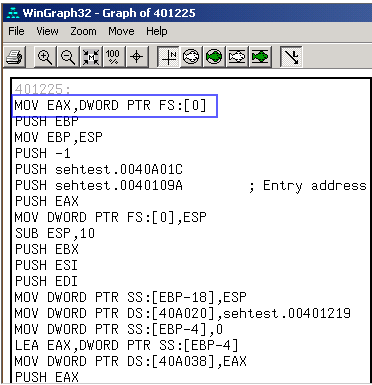 WinGraph32 - Graph of 401225
File View Zoom Move Help
100
%
N
401225:
MOV EAX,DWORD PTR FS:[0]
PUSH EBP
MOV EBP,ESP
PUSH -1
PUSH sehtest.0040A01C
PUSH sehtest.0040109A ; Entry address
PUSH EAX
MOV DWORD PTR FS:[0],ESP
SUB ESP,10
PUSH EBX
PUSH ESI
PUSH EDI
MOV DWORD PTR SS:[EBP-18],ESP
MOV DWORD PTR DS:[40A020],sehtest.00401219
MOV DWORD PTR SS:[EBP-4],0
LEA EAX,DWORD PTR SS:[EBP-4]
MOV DWORD PTR DS:[40A038],EAX
PUSH EAX